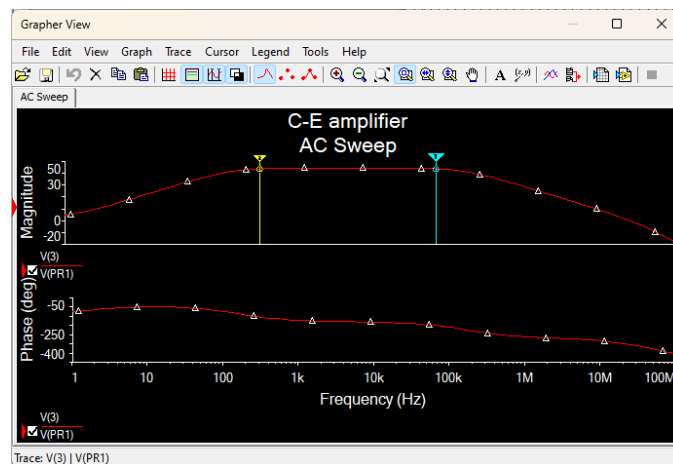 Grapher View
File Edit View Graph Trace Cursor Legend Tools Help
A (x,y)
AC Sweep
C-E amplifier
AC Sweep
Magnitude
50
30
0
-20
V(3)
V(PR1)
Phase (deg)
-50
-250
-400
1 10 100 1k 10k 100k 1M 10M 100M
Frequency (Hz)
V(3)
V(PR1)
Trace: V(3) | V(PR1)